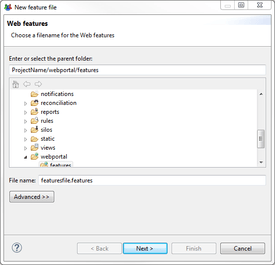 New feature file
Web features
Choose a filename for the Web features
Enter or select the parent folder:
ProjectName/webportal/features
notifications
reconciliation
reports
rules
silos
static
views
webportal
features
File name: featuresfile.features
Advanced >>
< Back Next > Finish Cancel